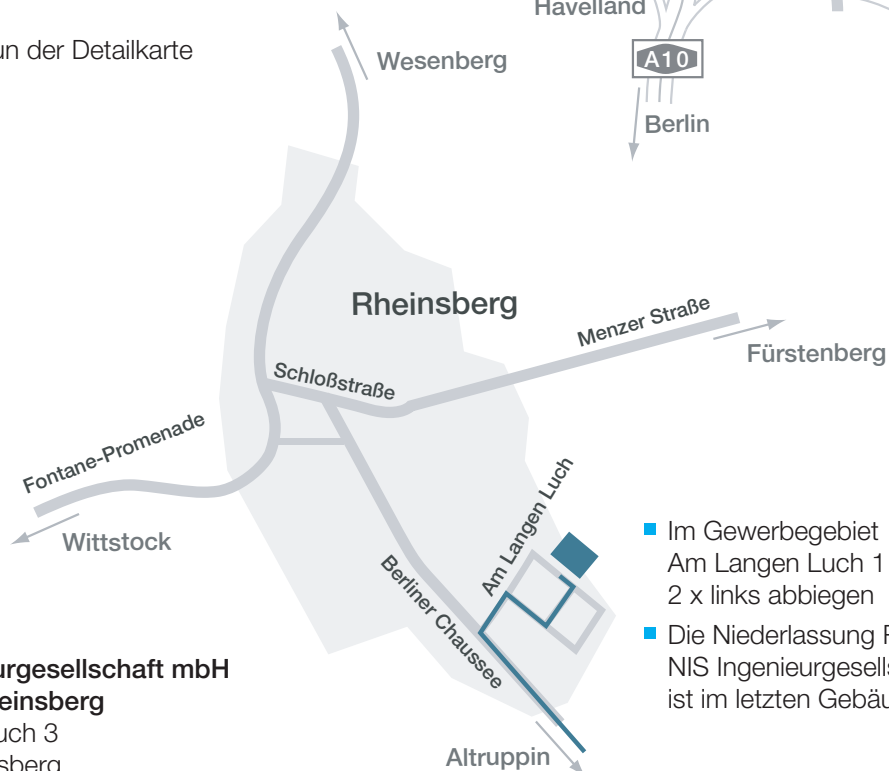 Havelland
un der Detailkarte
Wesenberg
A10
Berlin
Rheinsberg
Menzer Straße
Fürstenberg
Schloßstraße
Fontane-Promenade
Wittstock
Am Langen Luch
Berliner Chaussee
Im Gewerbegebiet
Am Langen Luch 1
2 x links abbiegen
Die Niederlassung
NIS Ingenieurgesells
ist im letzten Gebäu
urgesellschaft mbH
einsberg
uch 3
sberg
Altruppin